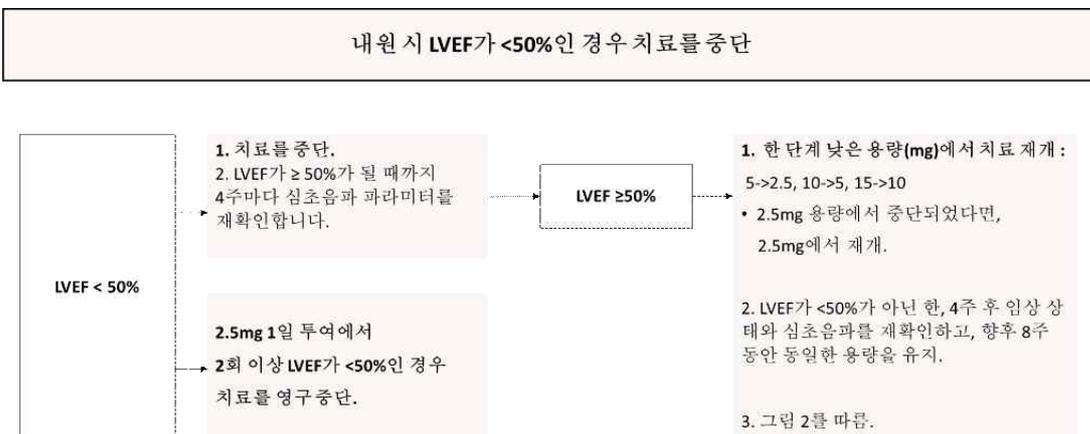 내원 시 LVEF가 <50%인 경우 치료를 중단
LVEF < 50%
1. 치료를 중단.
2. LVEF가 ≥ 50%가 될 때까지
4주마다 심초음파 파라미터를
재확인합니다.
2.5mg 1일 투여에서
2회 이상 LVEF가 <50%인 경우
치료를 영구 중단.
LVEF ≥50%
1. 한 단계 낮은 용량(mg)에서 치료 재개 :
5->2.5, 10->5, 15->10
• 2.5mg 용량에서 중단되었다면,
2.5mg에서 재개.
2. LVEF가 <50%가 아닌 한, 4주 후 임상 상
태와 심초음파를 재확인하고, 향후 8주
동안 동일한 용량을 유지.
3. 그림 2를 따름.